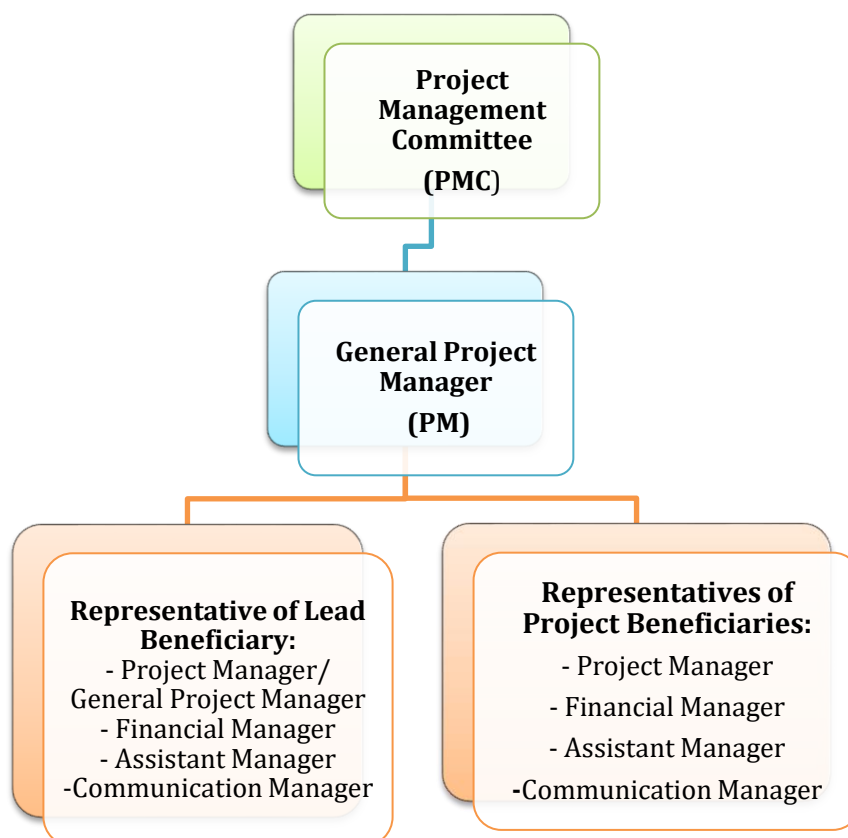 Project
Management
Committee
(PMC)
General Project
Manager
(PM)
Representative of Lead
Beneficiary:
- Project Manager/
General Project Manager
- Financial Manager
- Assistant Manager
-Communication Manager
Representatives of
Project Beneficiaries:
- Project Manager
- Financial Manager
- Assistant Manager
-Communication Manager